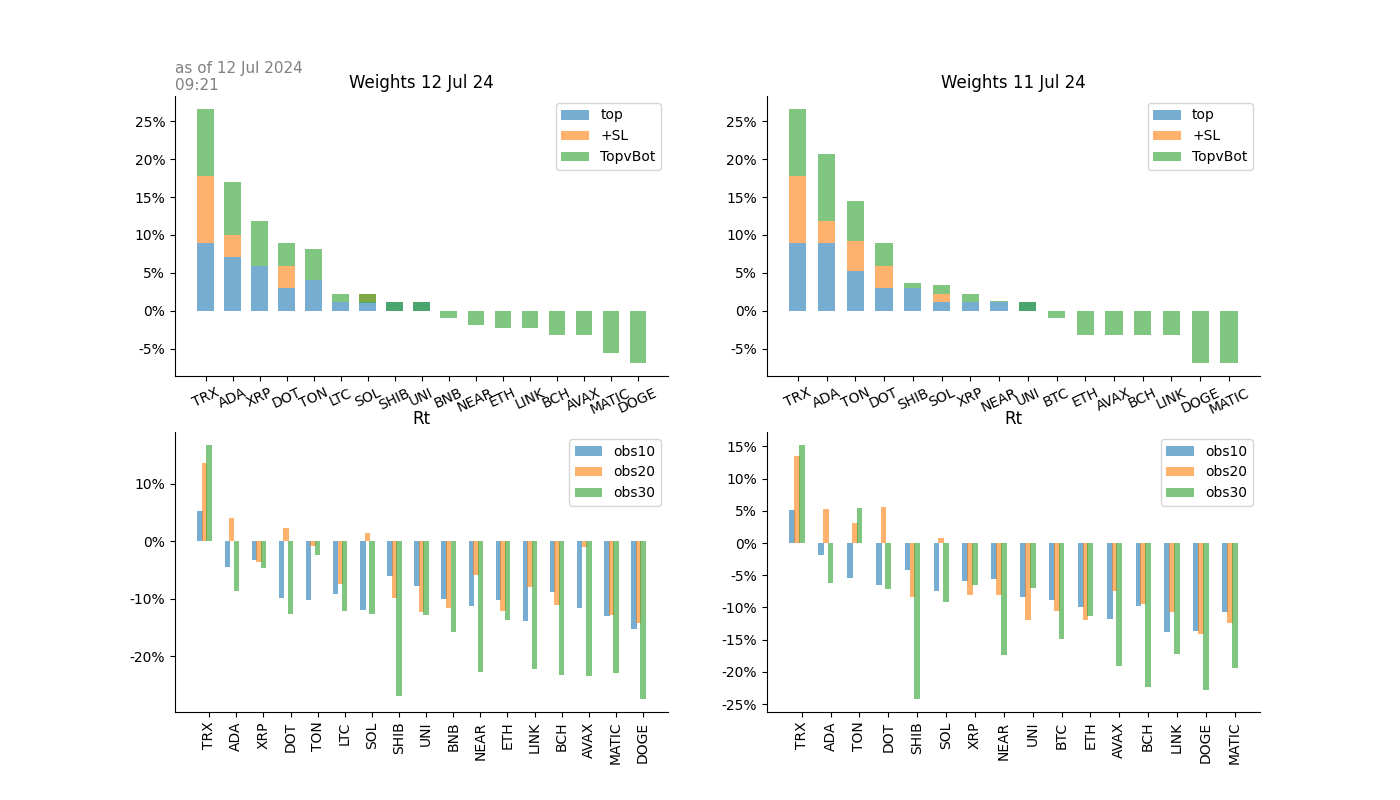 as of 12 Jul 2024
09:21
Weights 12 Jul 24
25%
20%
15%
10%
5%
0%
-5%
top
+SL
TopvBot
TRX ADA XRP DOT TON LTC SOL SHIB UNI BNB NEAR ETH LINK BCH AVAX MATIC DOGE
Weights 11 Jul 24
25%
20%
15%
10%
5%
0%
-5%
top
+SL
TopvBot
TRX ADA TON DOT SHIB SOL XRP NEAR UNI BTC ETH AVAX BCH LINK DOGE MATIC
Rt
10%
0%
-10%
-20%
obs10
obs20
obs30
TRX ADA XRP DOT TON LTC SOL SHIB UNI BNB NEAR ETH LINK BCH AVAX MATIC DOGE
Rt
15%
10%
5%
0%
-5%
-10%
-15%
-20%
-25%
obs10
obs20
obs30
TRX ADA TON DOT SHIB SOL XRP NEAR UNI BTC ETH AVAX BCH LINK DOGE MATIC